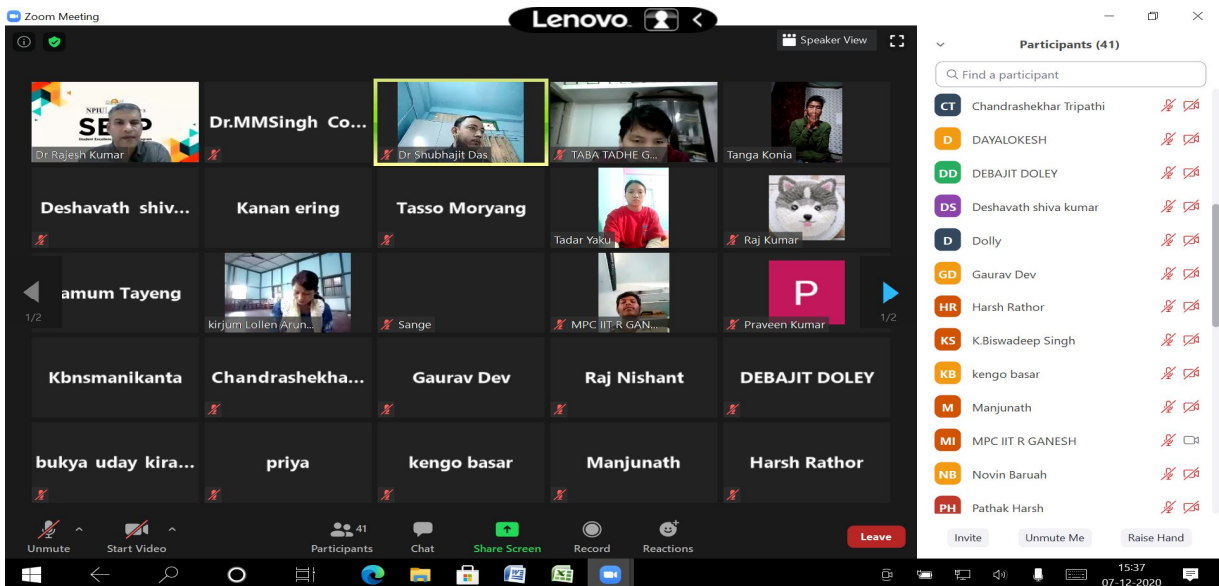 Zoom Meeting
Lenovo.
Speaker View
Participants (41)
Find a participant
NPIU
Dr Rajesh Kumar
Dr.MMSingh Co...
Dr Shubhajit Das
TABA TADHE G...
Tanga Konia
Deshavath shiv...
Kanan ering
Tasso Moryang
Tadar Yaku
Raj Kumar
amum Tayeng
1/2
kirjum Lollen Arun...
Sange
MPC IIT R GAN...
P
Praveen Kumar
1/2
Kbnsmanikanta
Chandrashekha...
Gaurav Dev
Raj Nishant
DEBAJIT DOLEY
bukya uday kira...
priya
kengo basar
Manjunath
Harsh Rathor
CT Chandrashekhar Tripathi
D DAYALOKESH
DD DEBAJIT DOLEY
DS Deshavath shiva kumar
D Dolly
GD Gaurav Dev
HR Harsh Rathor
KS K.Biswadeep Singh
KB kengo basar
M Manjunath
MI MPC IIT R GANESH
NB Novin Baruah
PH Pathak Harsh
Unmute
Start Video
41
Participants
Chat
Share Screen
Record
Reactions
Leave
Invite
Unmute Me
Raise Hand
15:37
07-12-2020